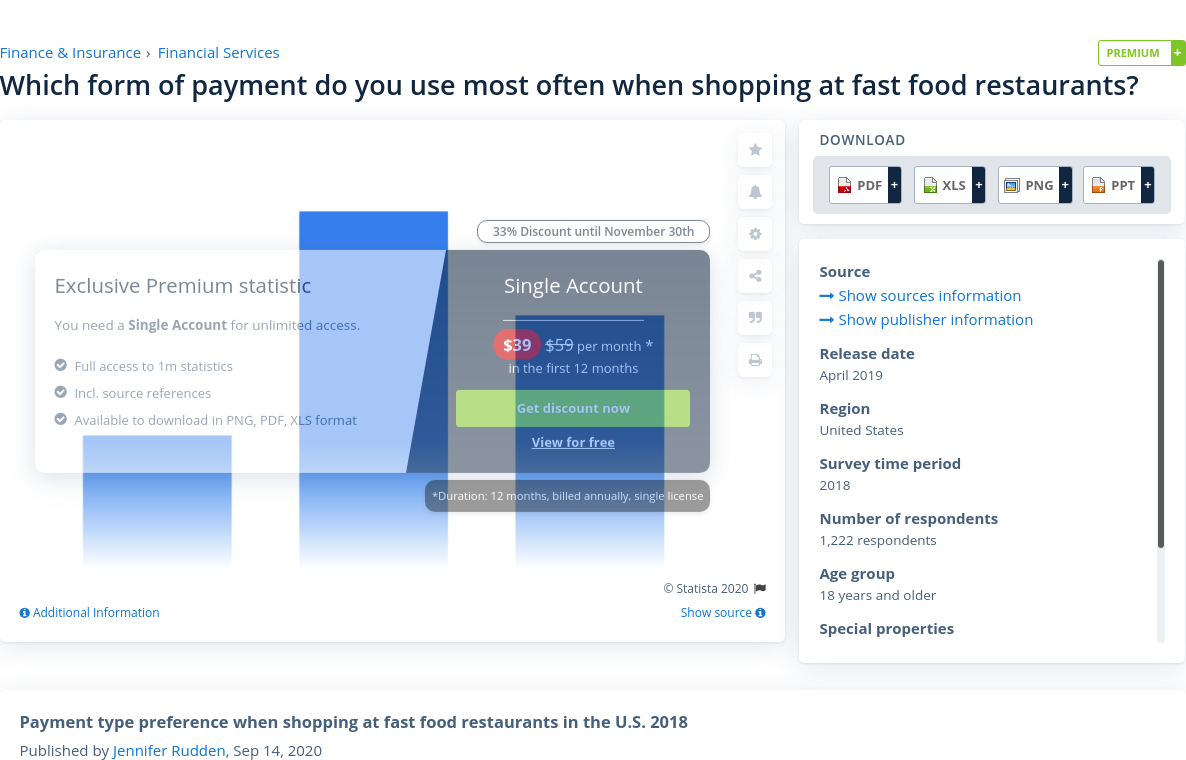 Finance & Insurance › Financial Services
PREMIUM +
Which form of payment do you use most often when shopping at fast food restaurants?
33% Discount until November 30th
Exclusive Premium statistic
You need a Single Account for unlimited access.
Full access to 1m statistics
Incl. source references
Available to download in PNG, PDF, XLS format
Single Account
$39 $59 per month *
in the first 12 months
Get discount now
View for free
*Duration: 12 months, billed annually, single license
© Statista 2020
Additional Information
Show source
DOWNLOAD
PDF + XLS + PNG + PPT +
Source
Show sources information
Show publisher information
Release date
April 2019
Region
United States
Survey time period
2018
Number of respondents
1,222 respondents
Age group
18 years and older
Special properties
Payment type preference when shopping at fast food restaurants in the U.S. 2018
Published by Jennifer Rudden, Sep 14, 2020